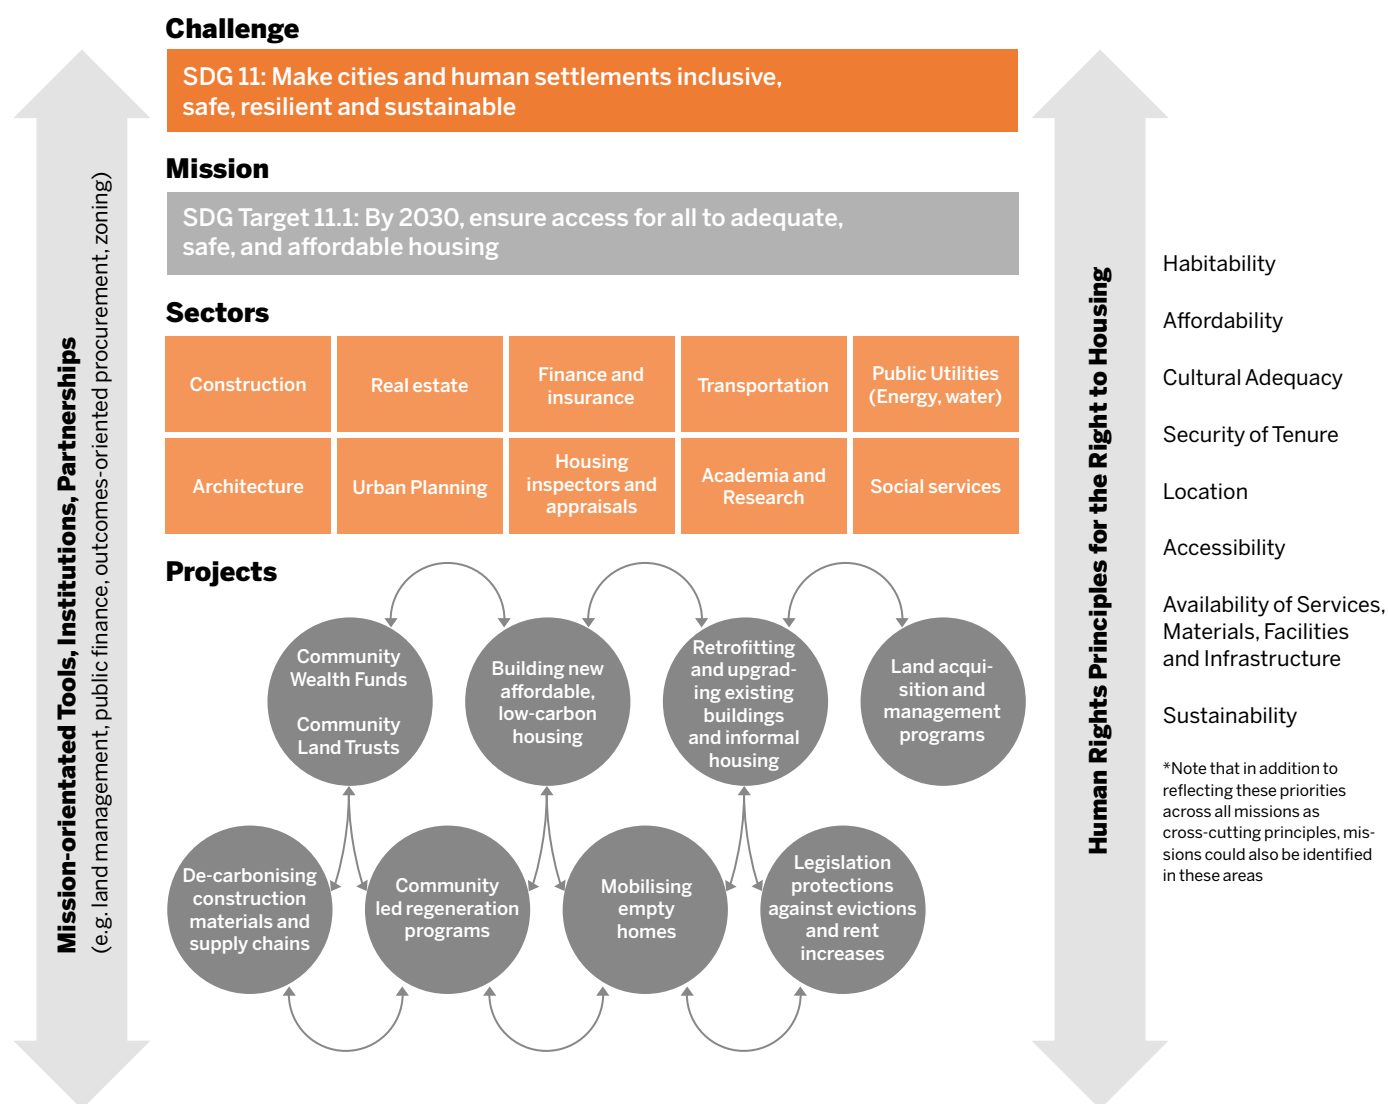 Challenge
SDG 11: Make cities and human settlements inclusive,
safe, resilient and sustainable
Mission
SDG Target 11.1: By 2030, ensure access for all to adequate,
safe, and affordable housing
Sectors
Construction
Real estate
Finance and
insurance
Transportation
Public Utilities
(Energy, water)
Architecture
Urban Planning
Housing
inspectors and
appraisals
Academia and
Research
Social services
Projects
Community
Wealth Funds
Community
Land Trusts
Building new
affordable,
low-carbon
housing
Retrofitting
and upgrad-
ing existing
buildings
and informal
housing
Land acqui-
sition and
management
programs
De-carbonising
construction
materials and
supply chains
Community
led regeneration
programs
Mobilising
empty
homes
Legislation
protections
against evictions
and rent
increases
Mission-orientated Tools, Institutions, Partnerships
(e.g. land management, public finance, outcomes-oriented procurement, zoning)
Human Rights Principles for the Right to Housing
Habitability
Affordability
Cultural Adequacy
Security of Tenure
Location
Accessibility
Availability of Services,
Materials, Facilities
and Infrastructure
Sustainability
*Note that in addition to
reflecting these priorities
across all missions as
cross-cutting principles, mis-
sions could also be identified
in these areas